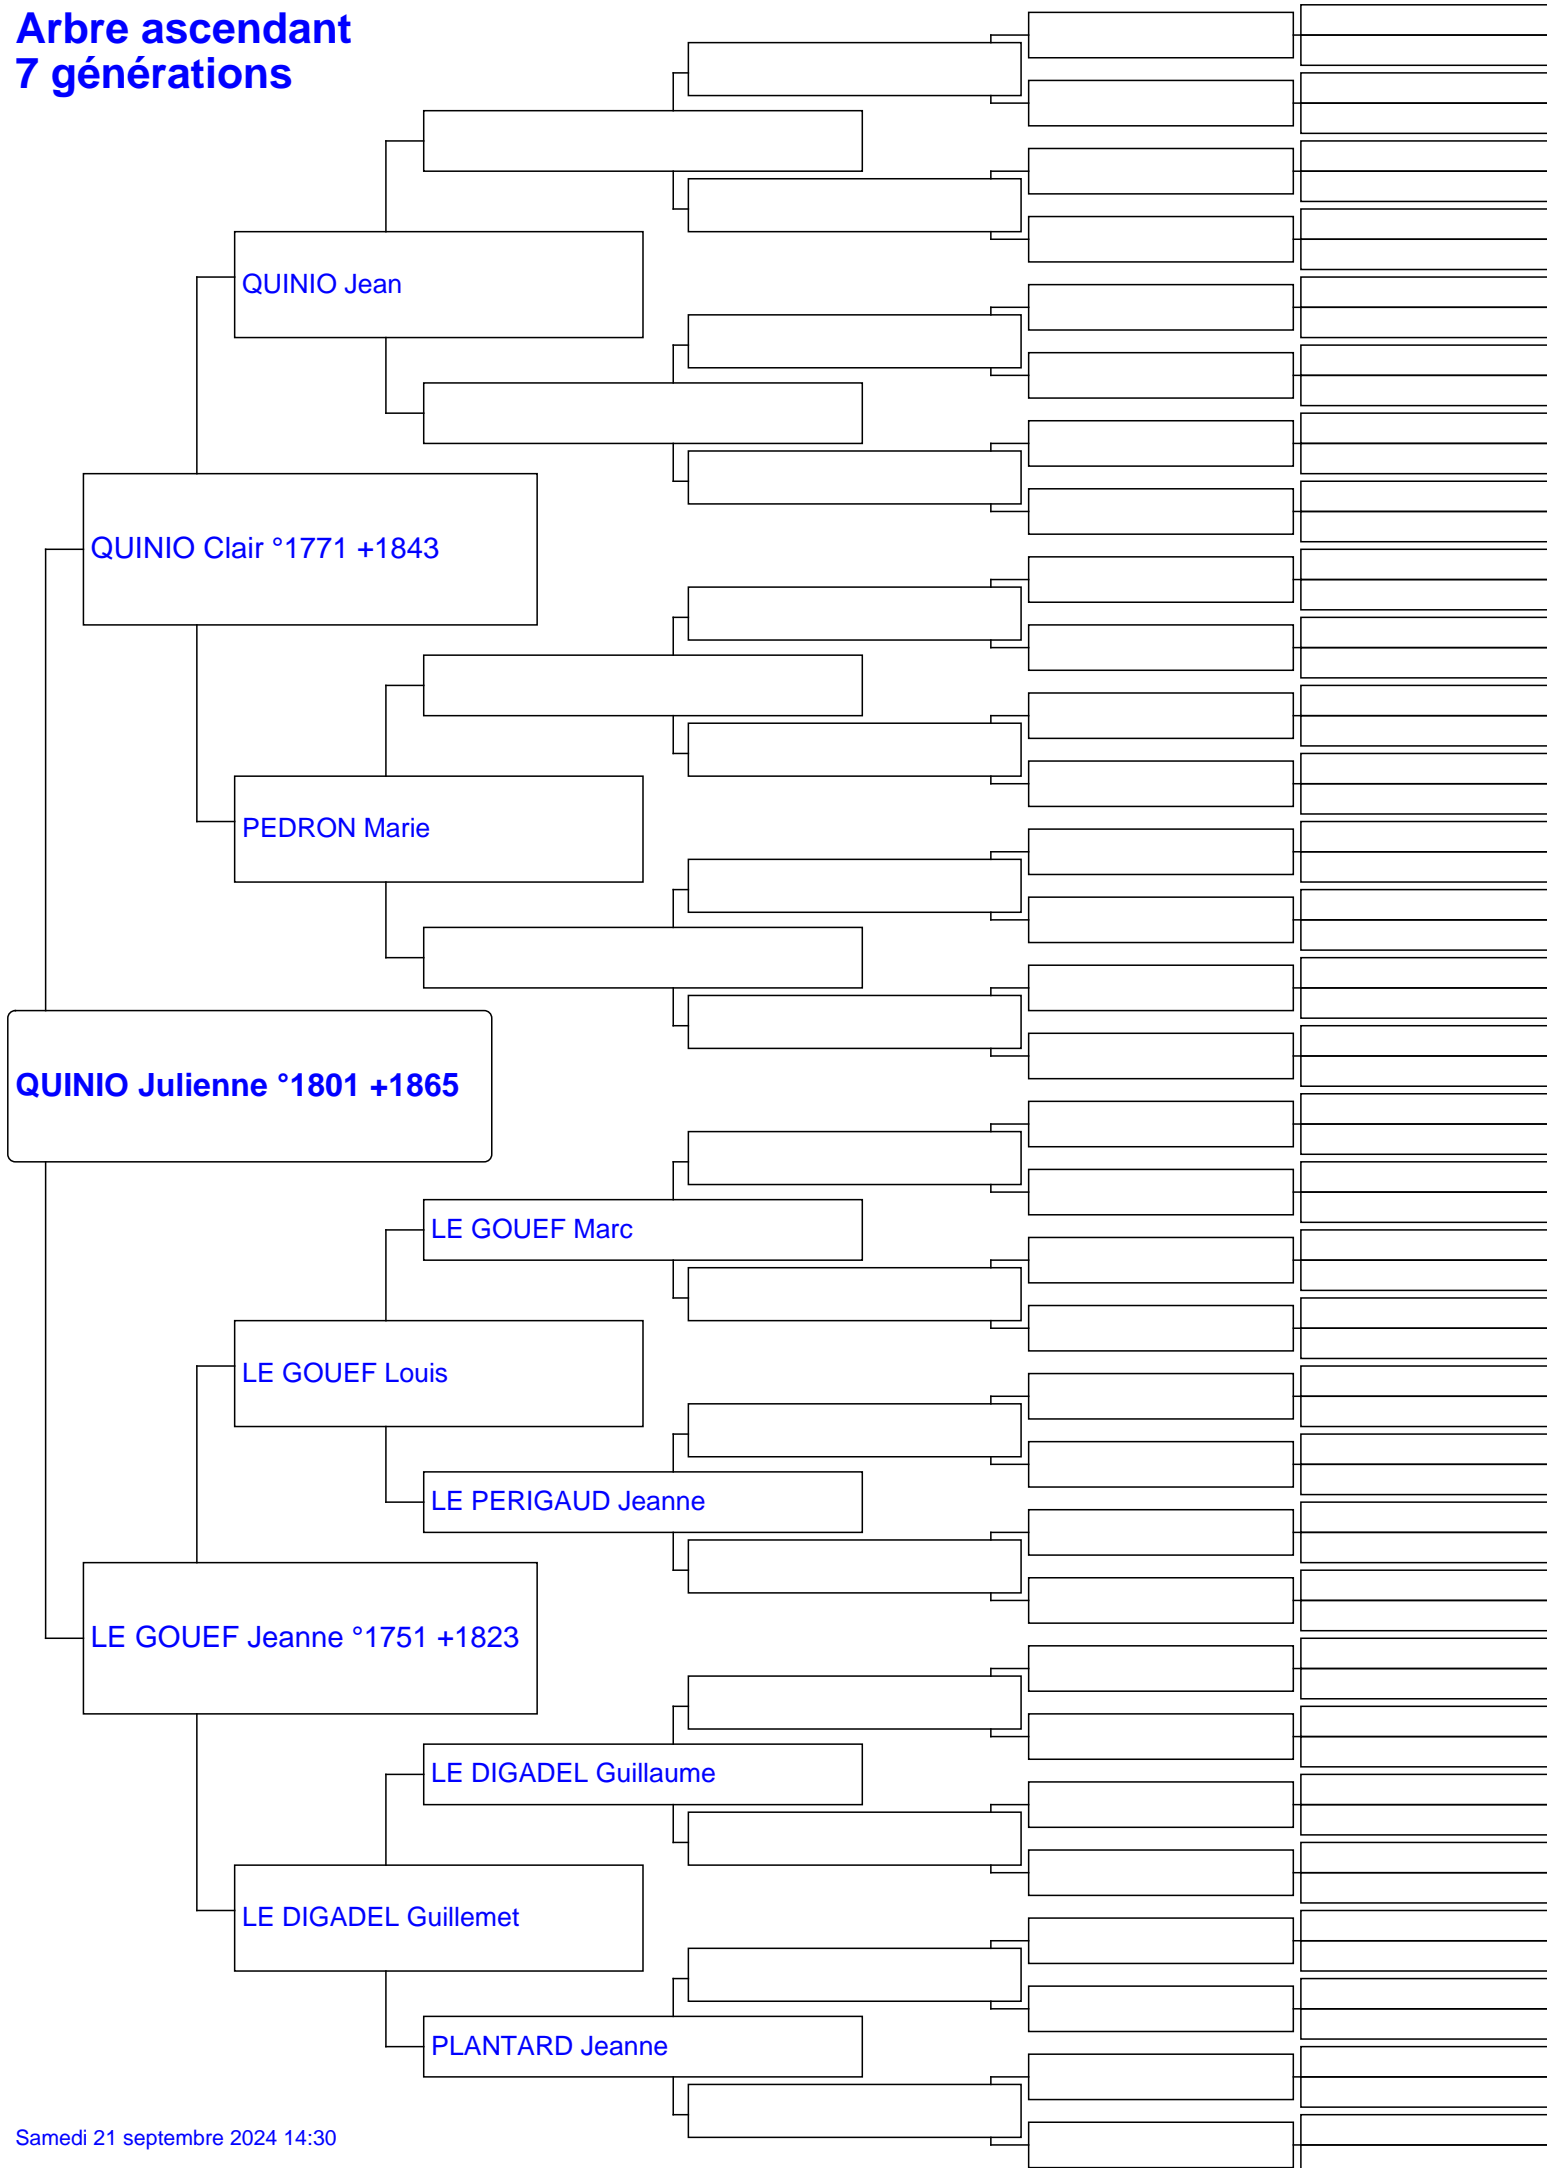 Arbre ascendant
7 générations
QUINIO Jean
QUINIO Clair °1771 +1843
PEDRON Marie
QUINIO Julienne °1801 +1865
LE GOUEF Marc
LE GOUEF Louis
LE PERIGAUD Jeanne
LE GOUEF Jeanne °1751 +1823
LE DIGADEL Guillaume
LE DIGADEL Guillemet
PLANTARD Jeanne
Samedi 21 septembre 2024 14:30